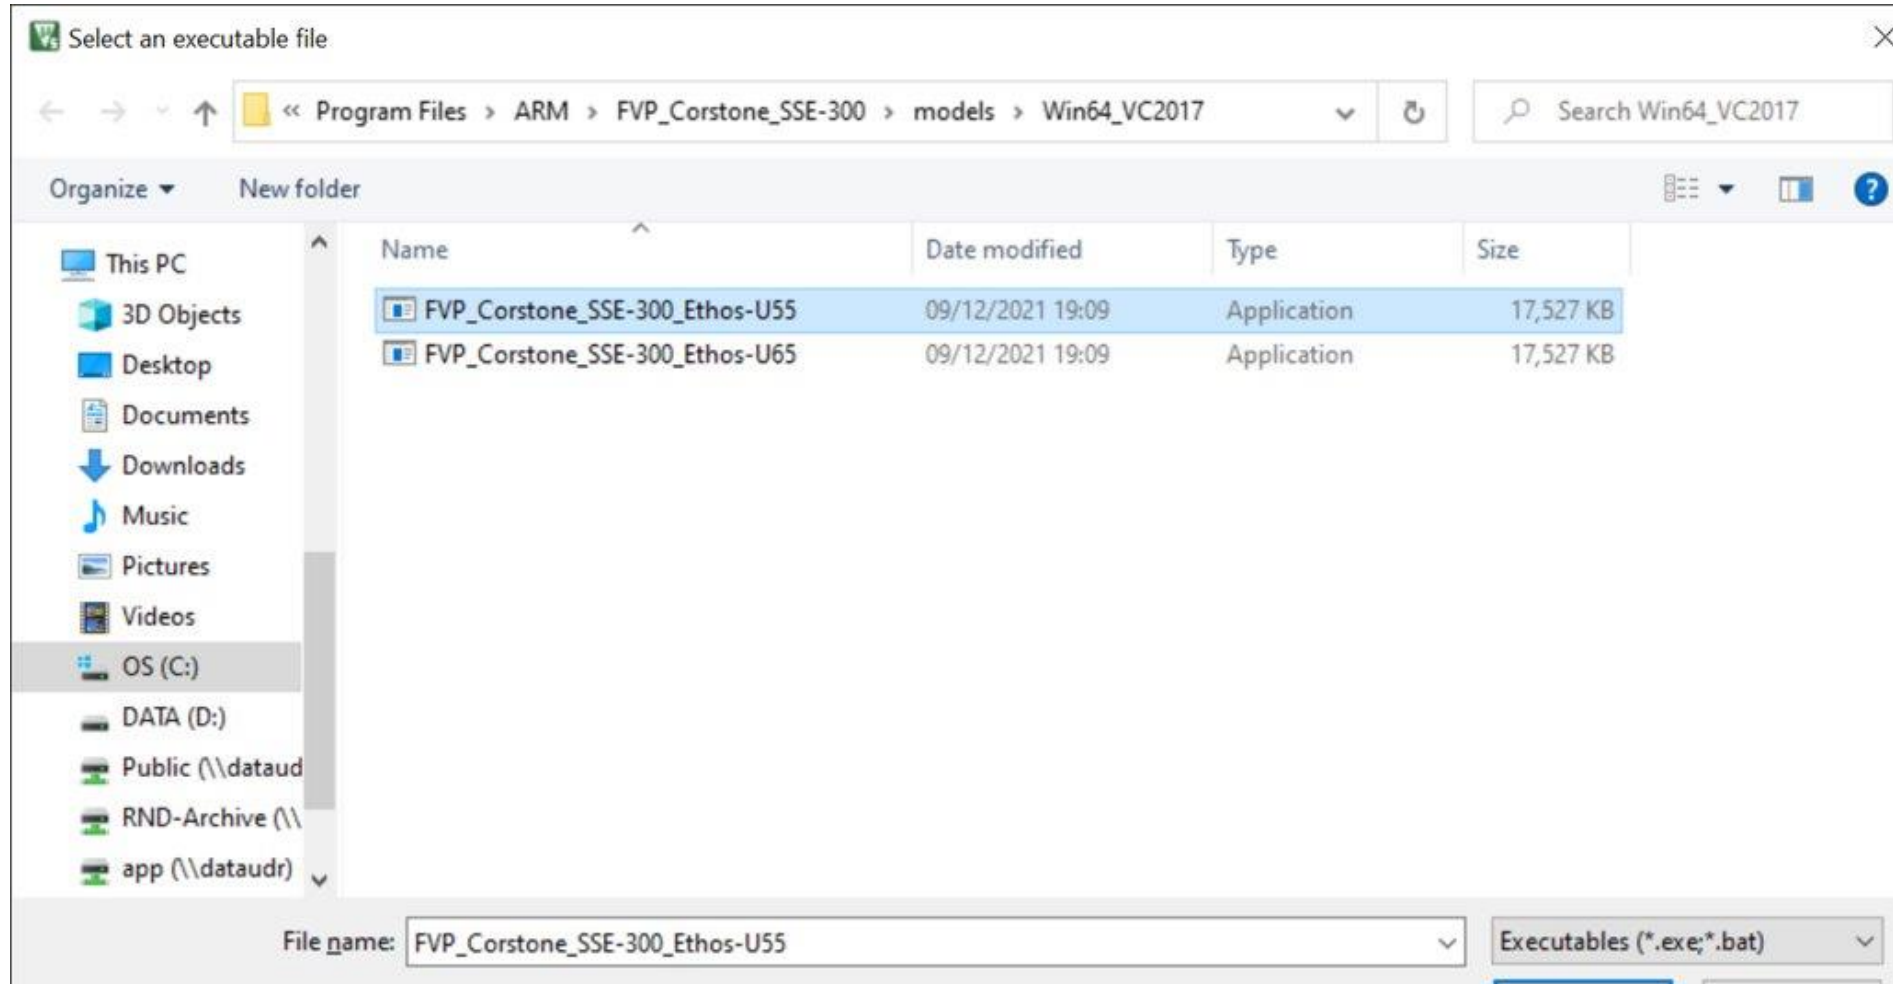 Select an executable file
« Program Files > ARM > FVP_Corstone_SSE-300 > models > Win64_VC2017
Search Win64_VC2017
Organize
New folder
Name Date modified Type Size
This PC
3D Objects
Desktop
Documents
Downloads
Music
Pictures
Videos
OS (C:)
DATA (D:)
Public (\\dataud
RND-Archive (\\
app (\\dataudr)
FVP_Corstone_SSE-300_Ethos-U55 09/12/2021 19:09 Application 17,527 KB
FVP_Corstone_SSE-300_Ethos-U65 09/12/2021 19:09 Application 17,527 KB
File name: FVP_Corstone_SSE-300_Ethos-U55
Executables (*.exe;*.bat)